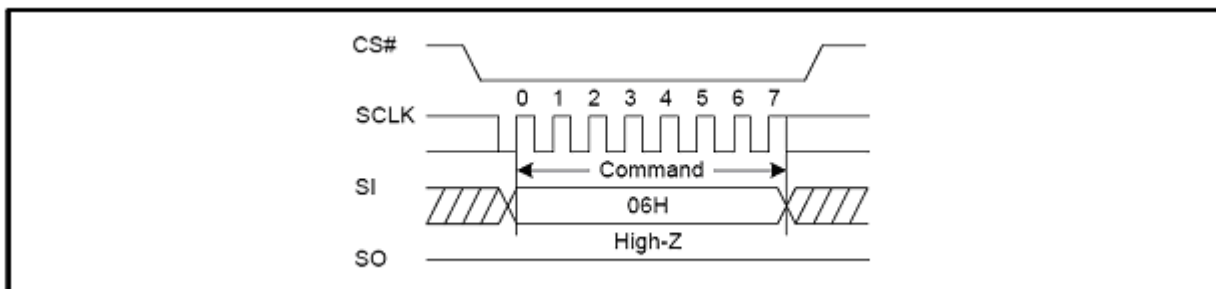 CS#
0 1 2 3 4 5 6 7
SCLK
Command
SI
06H
High-Z
SO